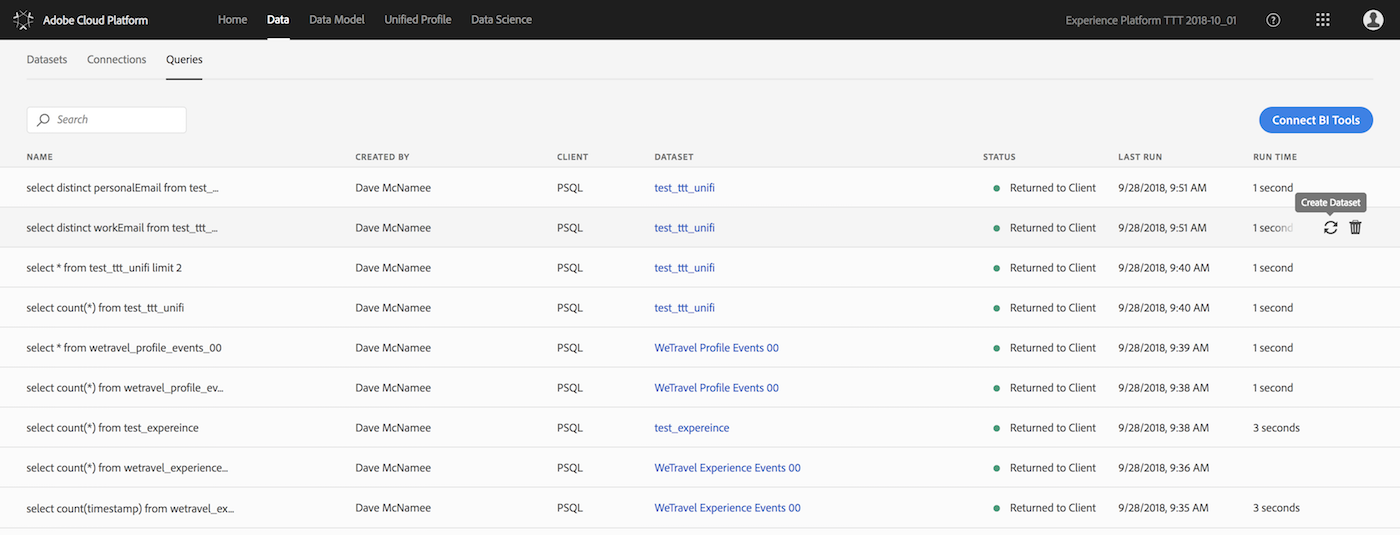 Adobe Cloud Platform Home Data Data Model Unified Profile Data Science Experience Platform TTT 2018-10_01 ?
Datasets Connections Queries
Search Connect BI Tools
NAME CREATED BY CLIENT DATASET STATUS LAST RUN RUN TIME
select distinct personalEmail from test_... Dave McNamee PSQL test_ttt_unifi Returned to Client 9/28/2018, 9:51 AM 1 second
Create Dataset
select distinct workEmail from test_ttt_... Dave McNamee PSQL test_ttt_unifi Returned to Client 9/28/2018, 9:51 AM 1 second
select * from test_ttt_unifi limit 2 Dave McNamee PSQL test_ttt_unifi Returned to Client 9/28/2018, 9:40 AM 1 second
select count(*) from test_ttt_unifi Dave McNamee PSQL test_ttt_unifi Returned to Client 9/28/2018, 9:40 AM 1 second
select * from wetravel_profile_events_00 Dave McNamee PSQL WeTravel Profile Events 00 Returned to Client 9/28/2018, 9:39 AM 1 second
select count(*) from wetravel_profile_ev... Dave McNamee PSQL WeTravel Profile Events 00 Returned to Client 9/28/2018, 9:38 AM 1 second
select count(*) from test_expereince Dave McNamee PSQL test_expereince Returned to Client 9/28/2018, 9:38 AM 3 seconds
select count(*) from wetravel_experience... Dave McNamee PSQL WeTravel Experience Events 00 Returned to Client 9/28/2018, 9:36 AM
select count(timestamp) from wetravel_ex... Dave McNamee PSQL WeTravel Experience Events 00 Returned to Client 9/28/2018, 9:35 AM 3 seconds